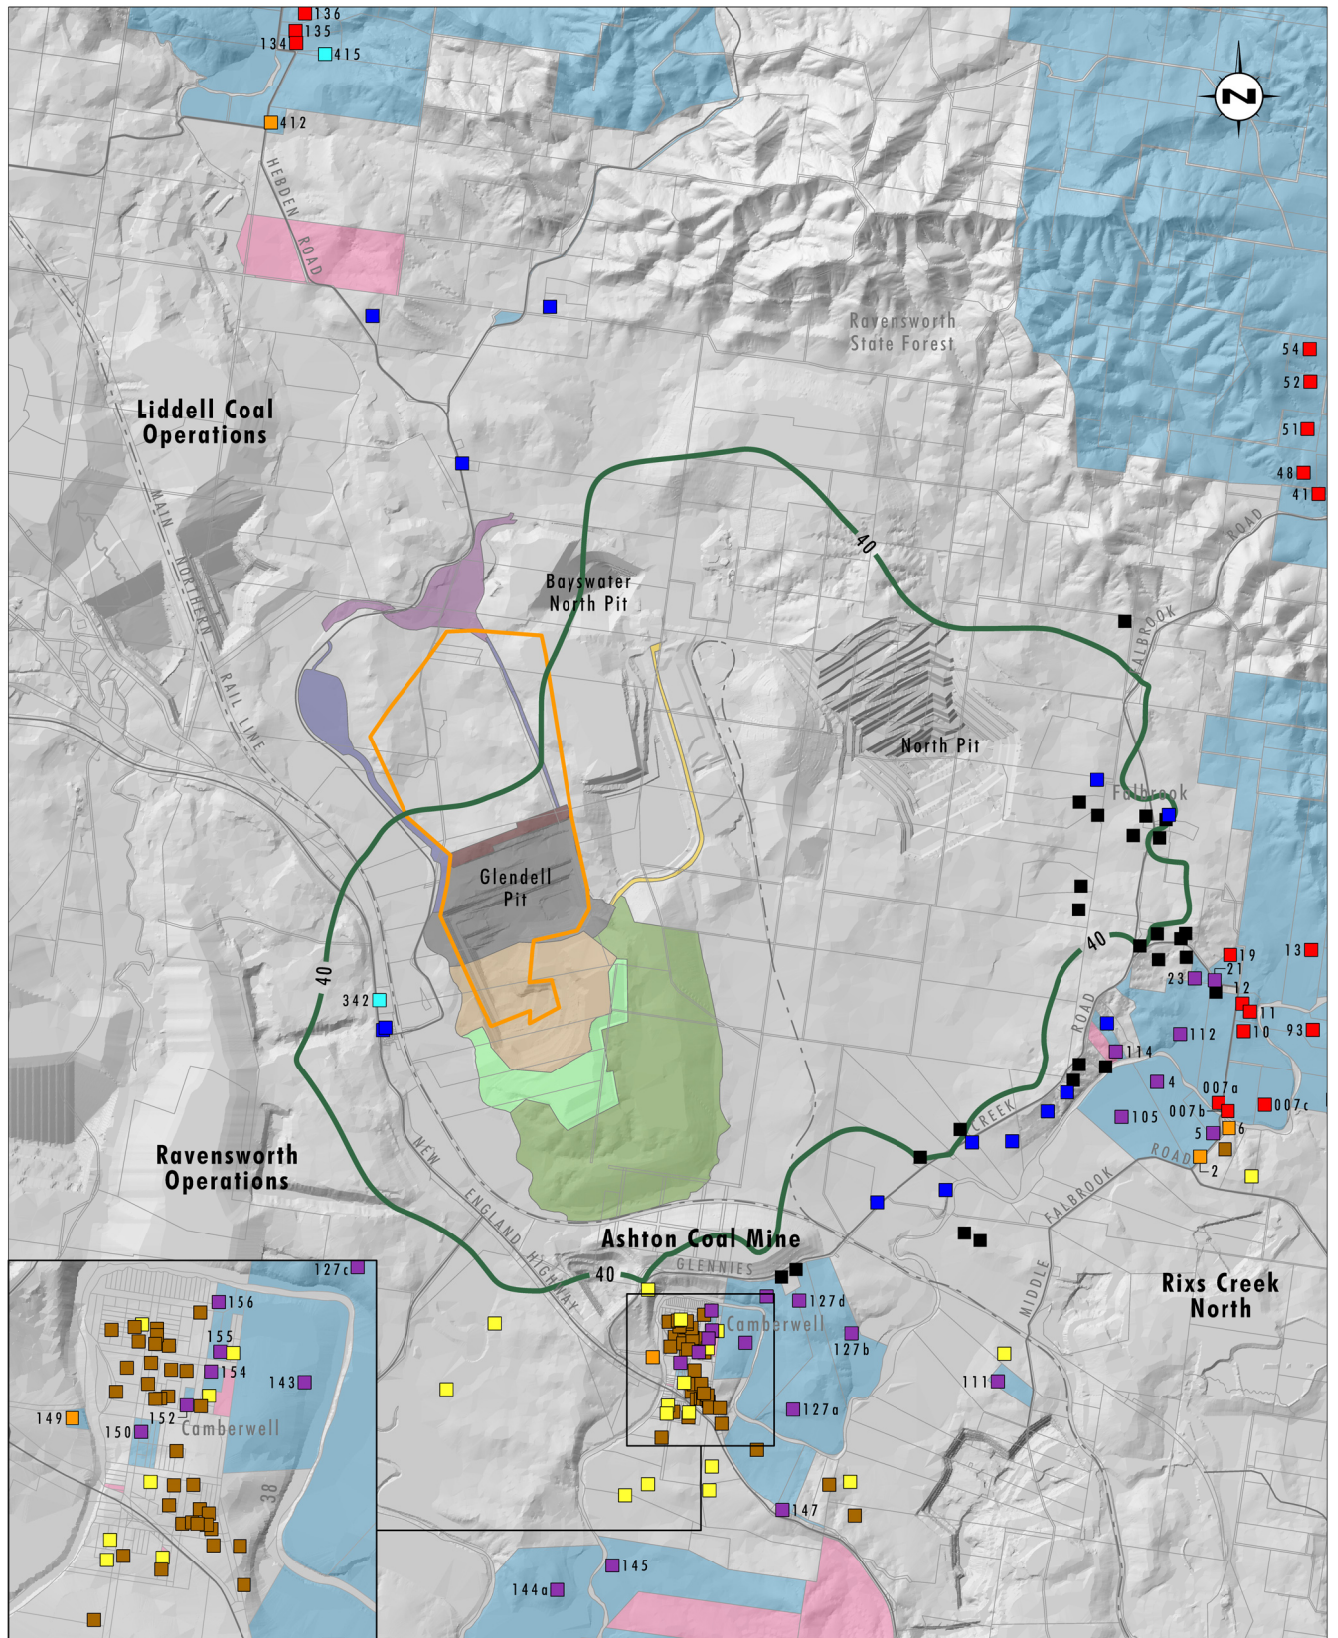 136
135
134
415
412
N
HEBDEN ROAD
Ravensworth
State Forest
54
52
51
48
41
Liddell Coal
Operations
MAIN NORTHERN RAIL LINE
FALBROOK ROAD
40
Bayswater
North Pit
North Pit
Falbrook
Glendell
Pit
40
40
342
19
13
21
23
12
11
10
93
112
114
ROAD
4
007a
007b
007c
105
6
5
2
CREEK
FALBROOK ROAD
Ravensworth
Operations
NEW ENGLAND HIGHWAY
Ashton Coal Mine
GLENNIES
40
MIDDLE
Rixs Creek
North
127c
156
155
154
143
149
152
150
Camberwell
38
127d
Camberwell
127b
111
127a
147
145
144a